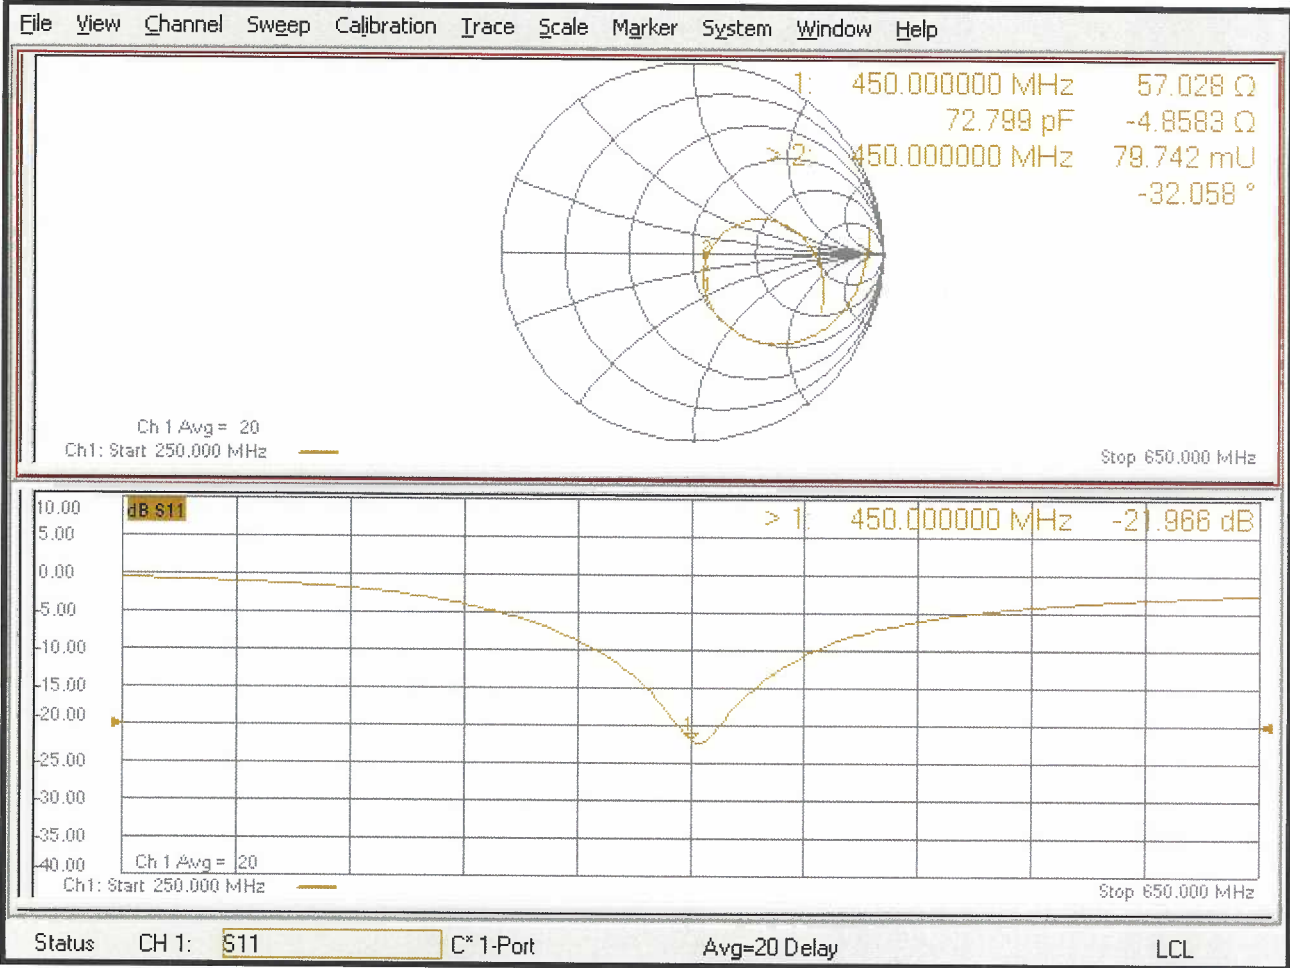 File View Channel Sweep Calibration Trace Scale Marker System Window Help
1: 450.000000 MHz 57.028 Ω
72.799 pF -4.8583 Ω
> 2: 450.000000 MHz 79.742 mU
-32.058 °
2
1
Ch 1 Avg = 20
Ch1: Start 250.000 MHz
Stop 650.000 MHz
10.00
dB S11
> 1: 450.000000 MHz -21.966 dB
5.00
0.00
-5.00
-10.00
-15.00
-20.00
1
-25.00
-30.00
-35.00
-40.00
Ch 1 Avg = 20
Ch1: Start 250.000 MHz
Stop 650.000 MHz
Status CH 1: S11 C* 1-Port Avg=20 Delay LCL